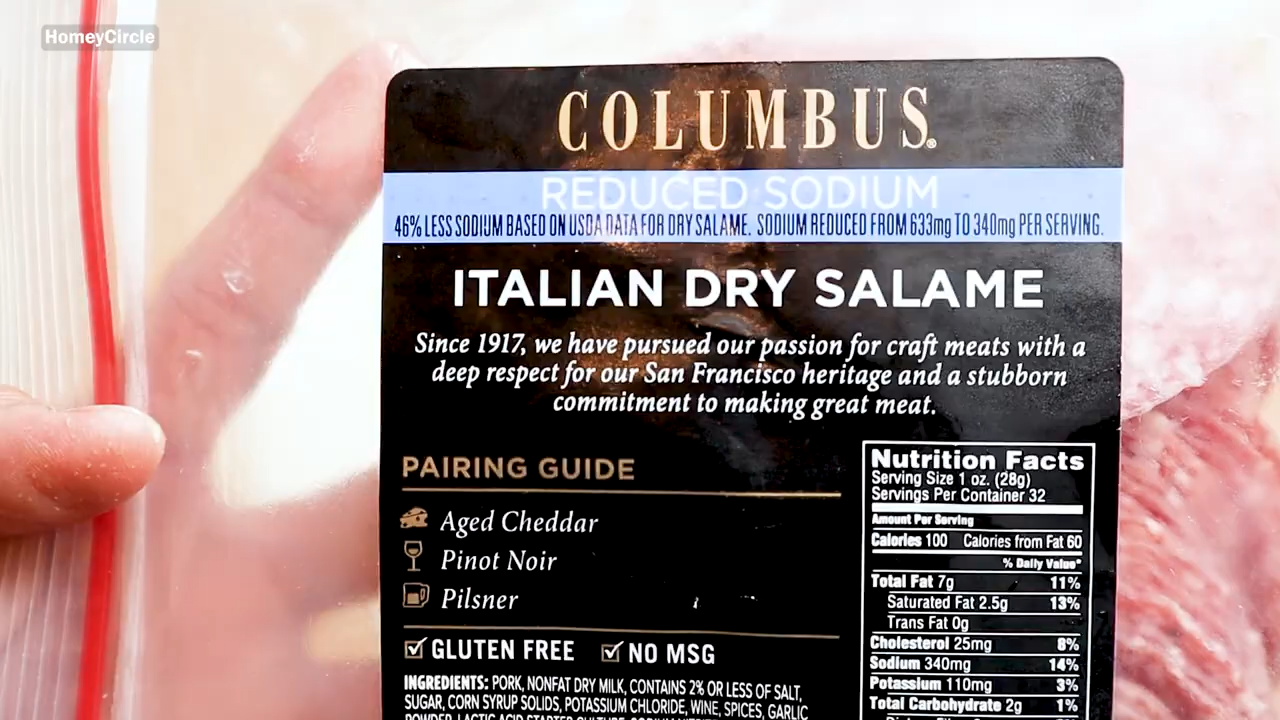 HomeyCircle
COLUMBUS®
REDUCED SODIUM
46% LESS SODIUM BASED ON USDA DATA FOR DRY SALAME. SODIUM REDUCED FROM 633mg TO 340mg PER SERVING.
ITALIAN DRY SALAME
Since 1917, we have pursued our passion for craft meats with a
deep respect for our San Francisco heritage and a stubborn
commitment to making great meat.
PAIRING GUIDE
Aged Cheddar
Pinot Noir
Pilsner
GLUTEN FREE NO MSG
INGREDIENTS: PORK, NONFAT DRY MILK, CONTAINS 2% OR LESS OF SALT,
SUGAR, CORN SYRUP SOLIDS, POTASSIUM CHLORIDE, WINE, SPICES, GARLIC
Nutrition Facts
Serving Size 1 oz. (28g)
Servings Per Container 32
Amount Per Serving
Calories 100 Calories from Fat 60
% Daily Value*
Total Fat 7g 11%
Saturated Fat 2.5g 13%
Trans Fat 0g
Cholesterol 25mg 8%
Sodium 340mg 14%
Potassium 110mg 3%
Total Carbohydrate 2g 1%